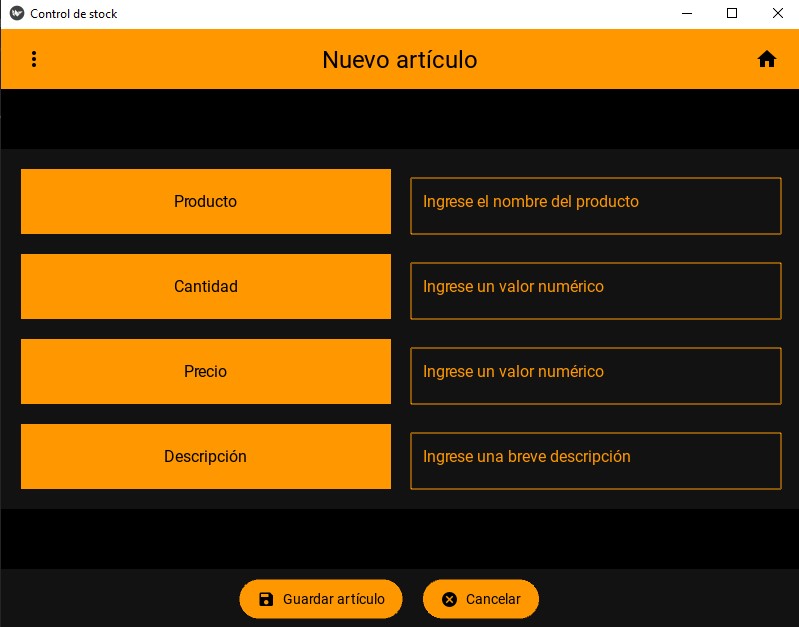 Control de stock
Nuevo artículo
Producto
Ingrese el nombre del producto
Cantidad
Ingrese un valor numérico
Precio
Ingrese un valor numérico
Descripción
Ingrese una breve descripción
Guardar artículo
Cancelar